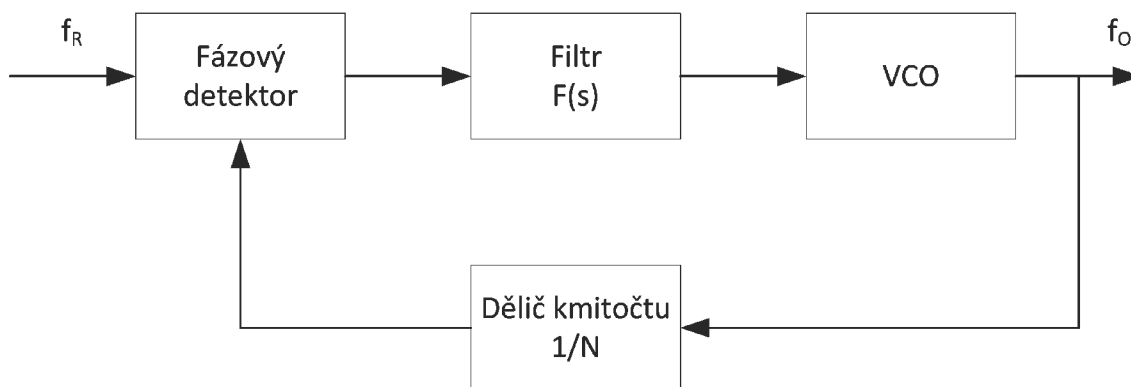 f_R
Fázový
detektor
Filtr
F(s)
VCO
f_O
Dělič kmitočtu
1/N